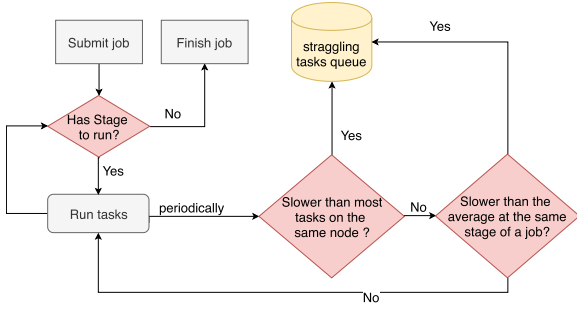 Submit job
Finish job
straggling
tasks queue
Yes
Has Stage
to run?
No
Yes
Yes
Run tasks
periodically
Slower than most
tasks on the
same node ?
No
Slower than the
average at the same
stage of a job?
No